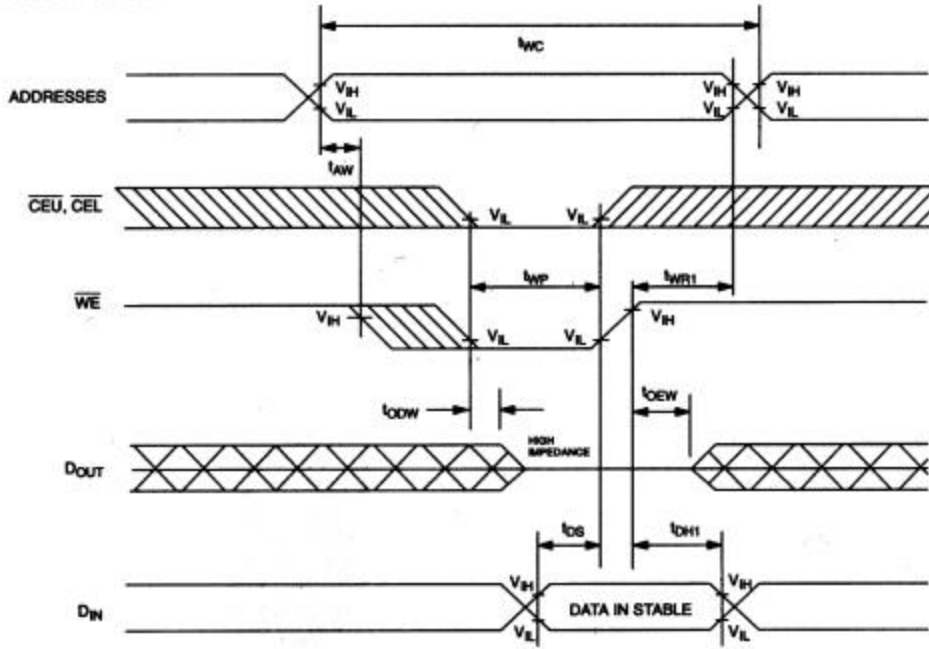 tWC
ADDRESSES
VIH VIH VIH
VIL VIL VIL
tAW
CEU, CEL
VIL VIL
tWP tWR1
WE
VIH VIH
VIL VIL
tODW tOEW
HIGH
IMPEDANCE
DOUT
tDS tDH1
VIH VIH
DIN DATA IN STABLE
VIL VIL